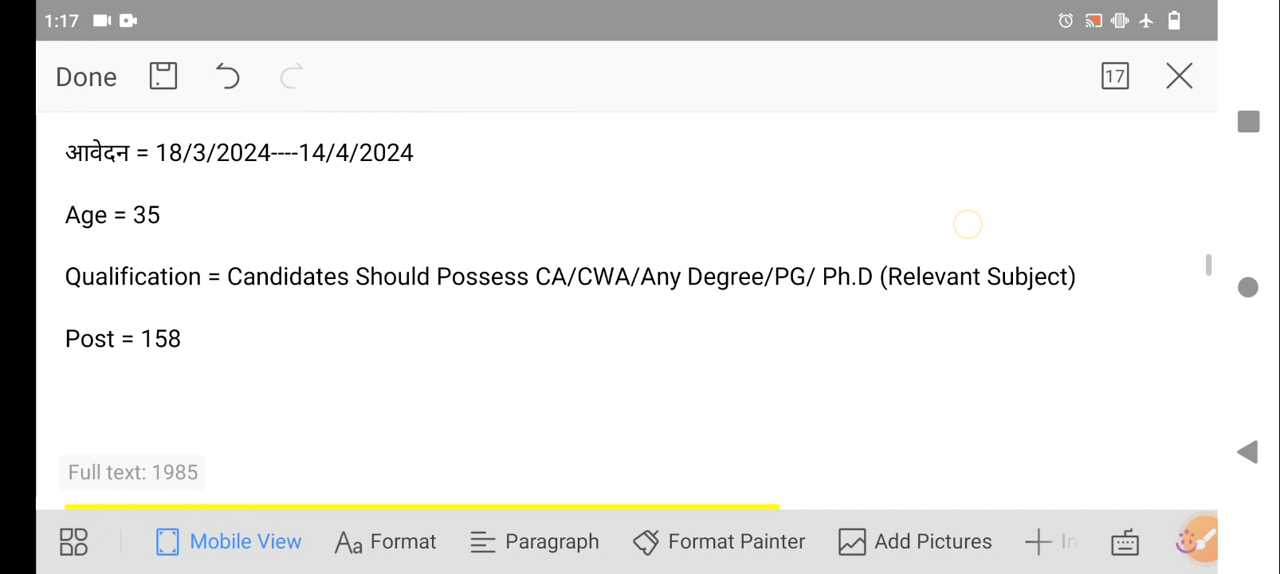 1:17
Done
17
आवेदन = 18/3/2024----14/4/2024
Age = 35
Qualification = Candidates Should Possess CA/CWA/Any Degree/PG/ Ph.D (Relevant Subject)
Post = 158
Full text: 1985
Mobile View
Aa Format
Paragraph
Format Painter
Add Pictures
In